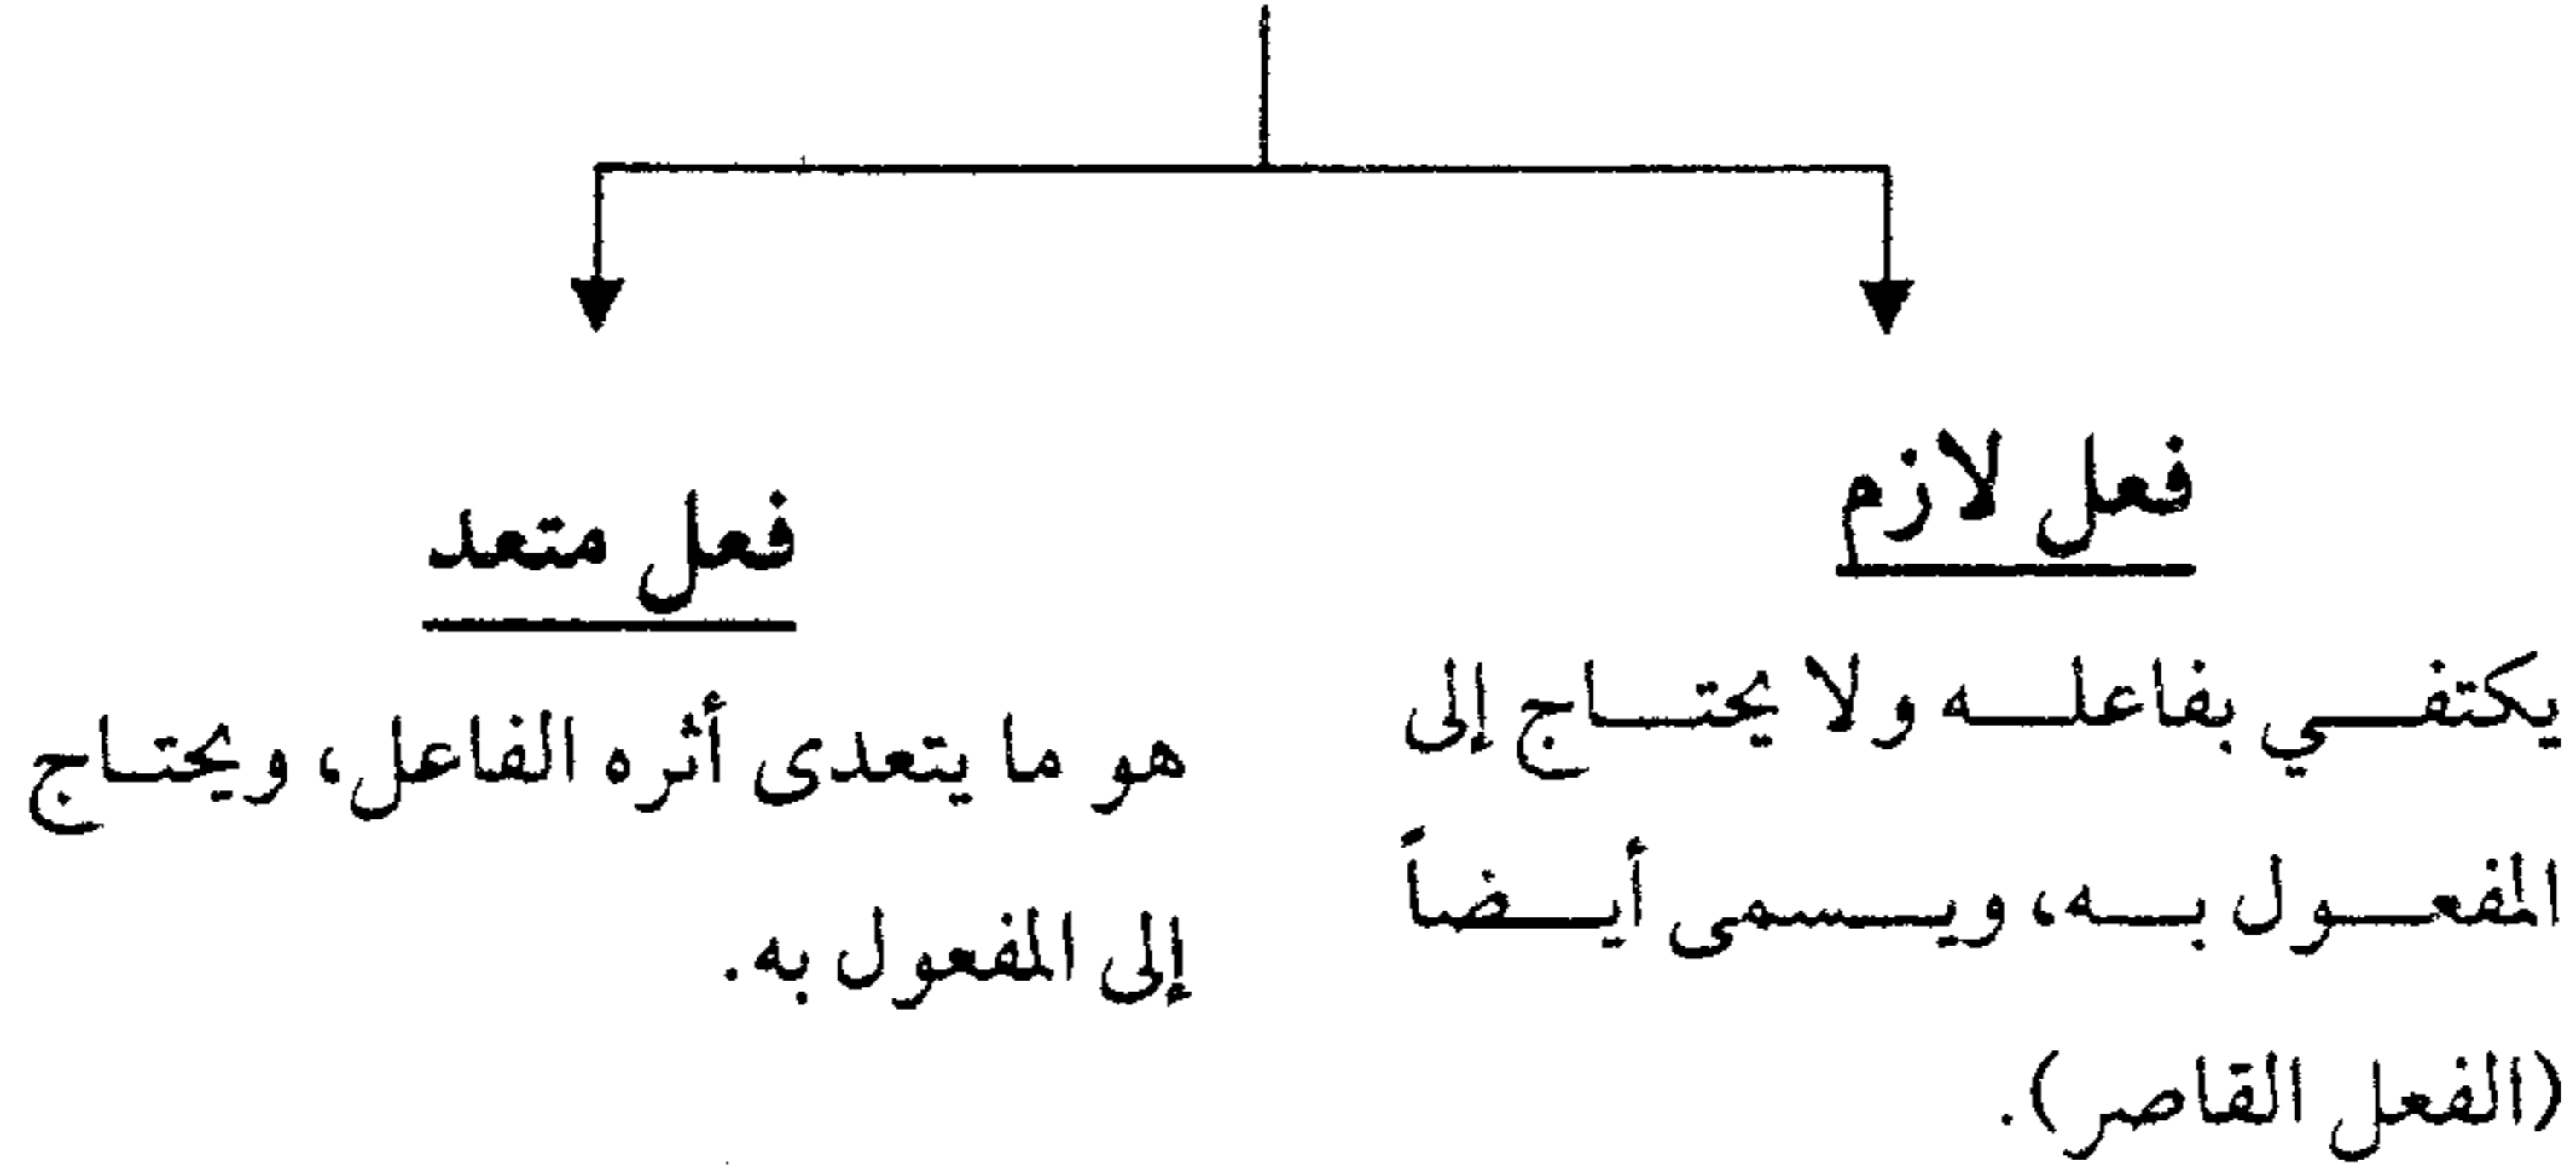 فعل لازم
يكتفي بفاعله ولا يحتاج إلى
المفعول به، ويسمى أيضاً
(الفعل القاصر).
فعل متعد
هو ما يتعدى أثره الفاعل، ويحتاج
إلى المفعول به.